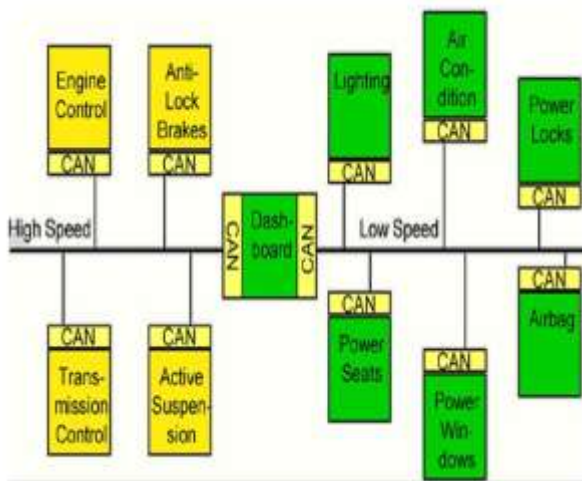 Engine
Control
CAN
Anti-
Lock
Brakes
CAN
Lighting
CAN
Air
Con-
dition
CAN
Power
Locks
CAN
High Speed
CAN
Dash-
board
CAN
Low Speed
CAN
Trans-
mission
Control
CAN
Active
Suspen-
sion
CAN
Power
Seats
CAN
Power
Win-
dows
CAN
Airbag